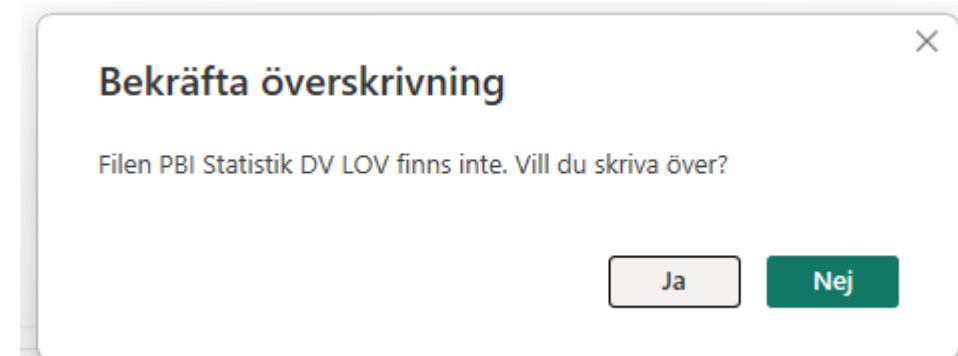 Bekräfta överskrivning
Filen PBI Statistik DV LOV finns inte. Vill du skriva över?
Ja Nej